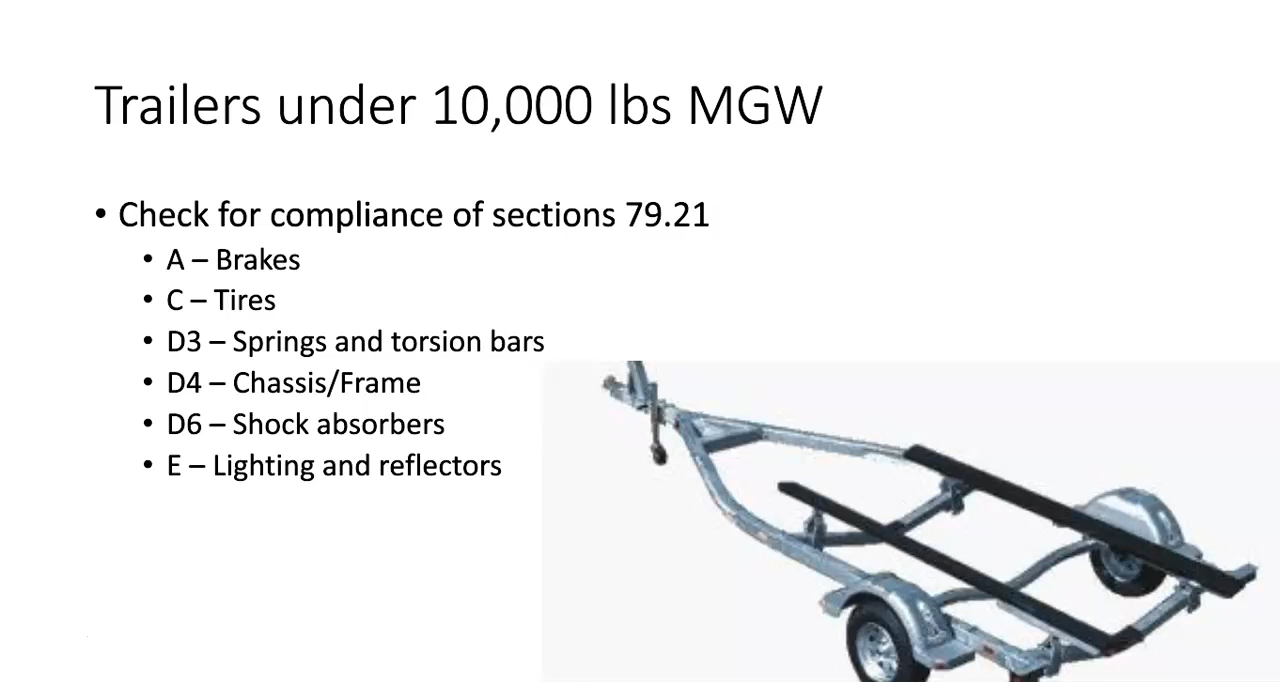 Trailers under 10,000 lbs MGW
• Check for compliance of sections 79.21
• A – Brakes
• C – Tires
• D3 – Springs and torsion bars
• D4 – Chassis/Frame
• D6 – Shock absorbers
• E – Lighting and reflectors